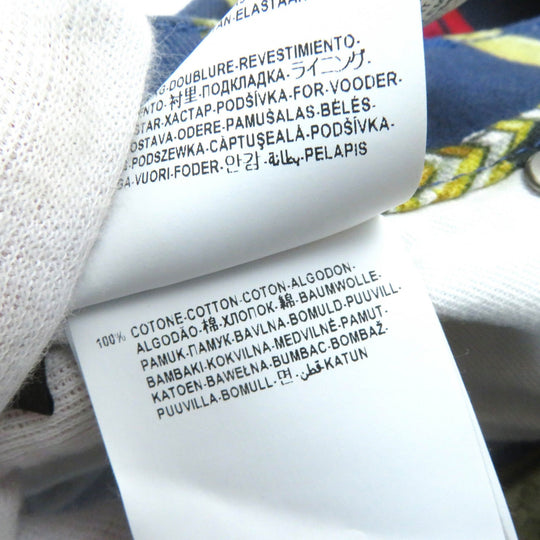 AN-ELASTAAN
DOUBLURE-REVESTIMIENTO.
ENTO-衬里-ПОДКЛАДКА-ライニング-
STAR-ХАСТАР-PODŠÍVKA-FOR-VOODER-
OSTAVA-ODERE-PAMUŠALAS-BĖLĖS-
PODSZEWKA-CĂPTUŞEALĂ-PODŠÍVKA-
GA-VUORI-FODER-안감-بطانة-PELAPIS
100% COTONE-COTTON-COTON-ALGODON-
ALGODÃO-棉-ХЛОПОК-綿-BAUMWOLLE-
PAMUK-ПАМУК-BAVLNA-BOMULD-PUUVILL-
BAMBAKI-KOKVILNA-MEDVILNĖ-PAMUT-
KATOEN-BAWEŁNA-BUMBAC-BOMBAŽ-
PUUVILLA-BOMULL-면-قطن-KATUN